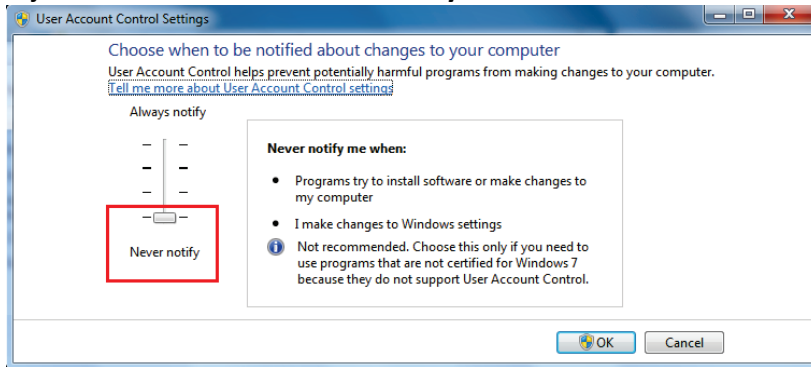 User Account Control Settings
Choose when to be notified about changes to your computer
User Account Control helps prevent potentially harmful programs from making changes to your computer.
Tell me more about User Account Control settings
Always notify
Never notify me when:
Programs try to install software or make changes to
my computer
I make changes to Windows settings
Never notify
Not recommended. Choose this only if you need to
use programs that are not certified for Windows 7
because they do not support User Account Control.
OK
Cancel